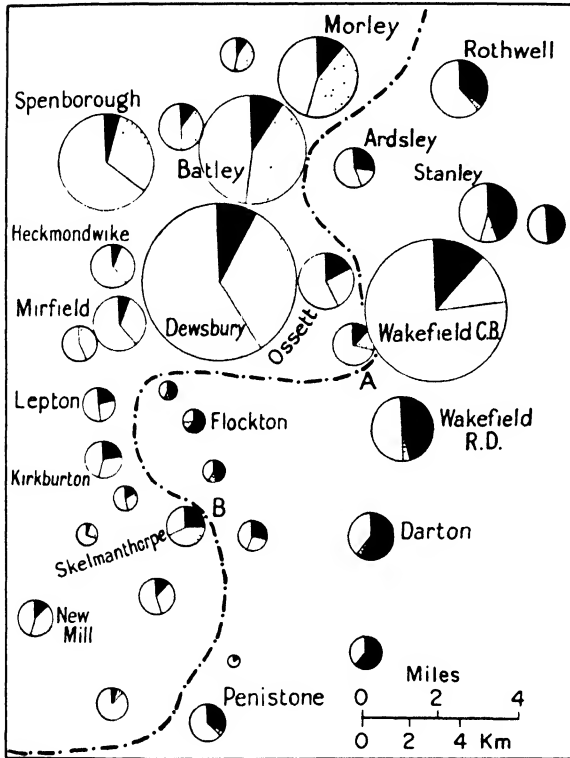 Morley
Rothwell
Spenborough
Ardsley
Batley
Stanley
Heckmondwike
Mirfield
Dewsbury
Ossett
Wakefield C.B.
A
Lepton
Flockton
Wakefield
R.D.
Kirkburton
B
Skelmanthorpe
Darton
New
Mill
Penistone
Miles
0 2 4
0 2 4 Km